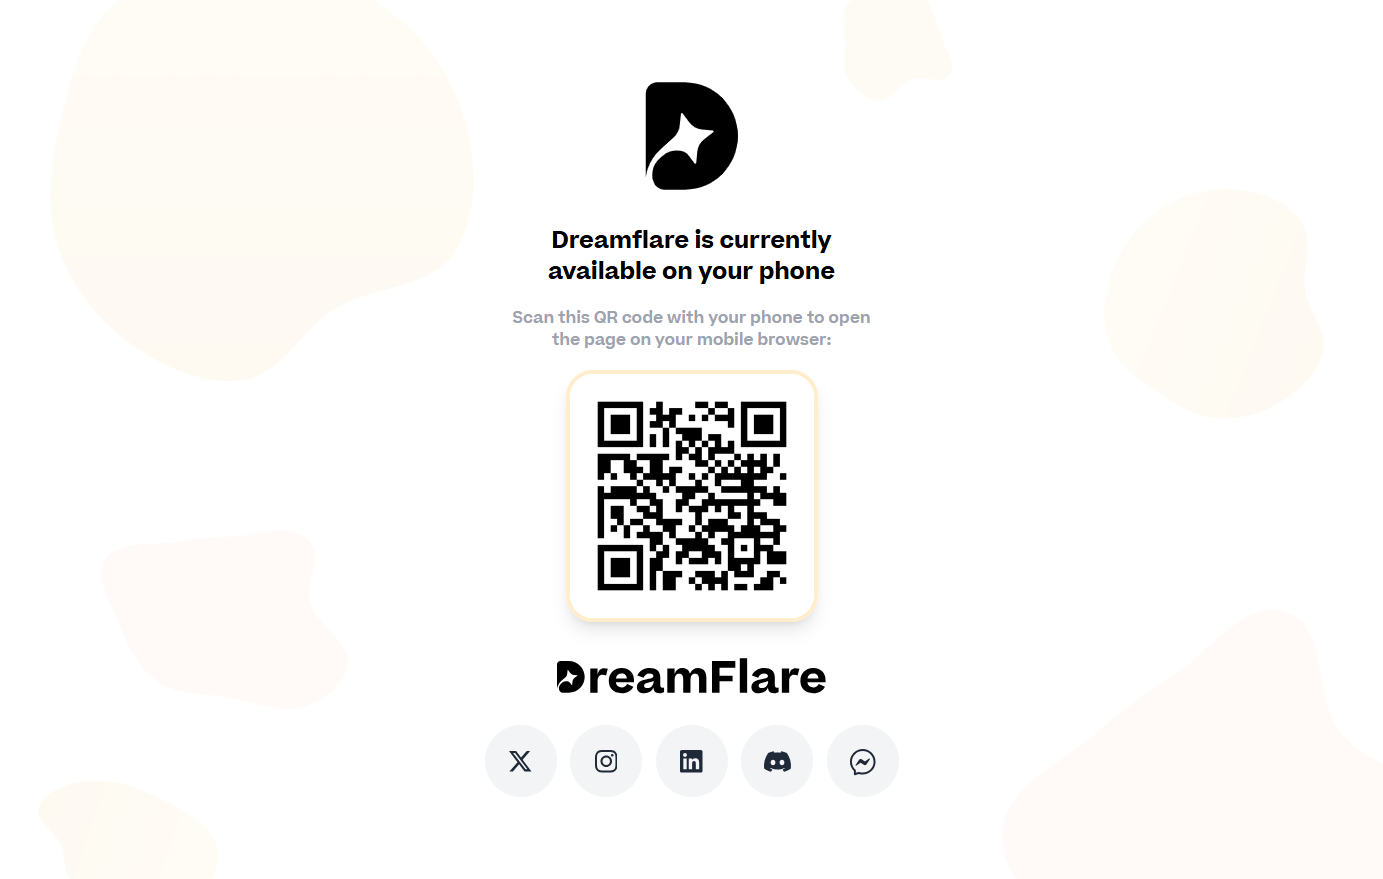 Dreamflare is currently
available on your phone
Scan this QR code with your phone to open
the page on your mobile browser:
DreamFlare